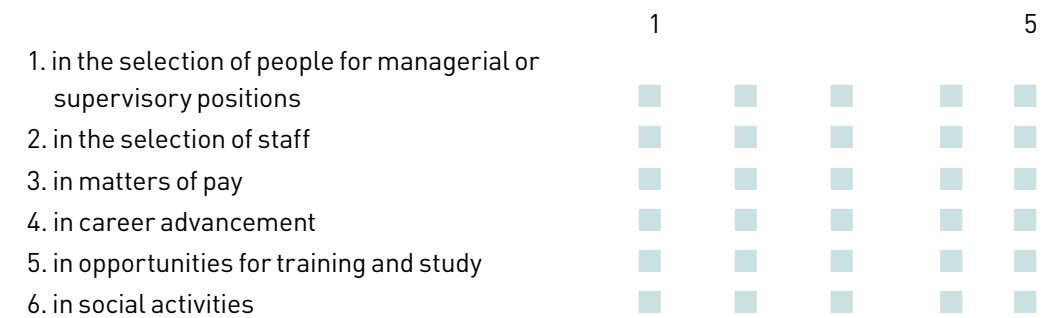 1 5
1. in the selection of people for managerial or
supervisory positions
2. in the selection of staff
3. in matters of pay
4. in career advancement
5. in opportunities for training and study
6. in social activities